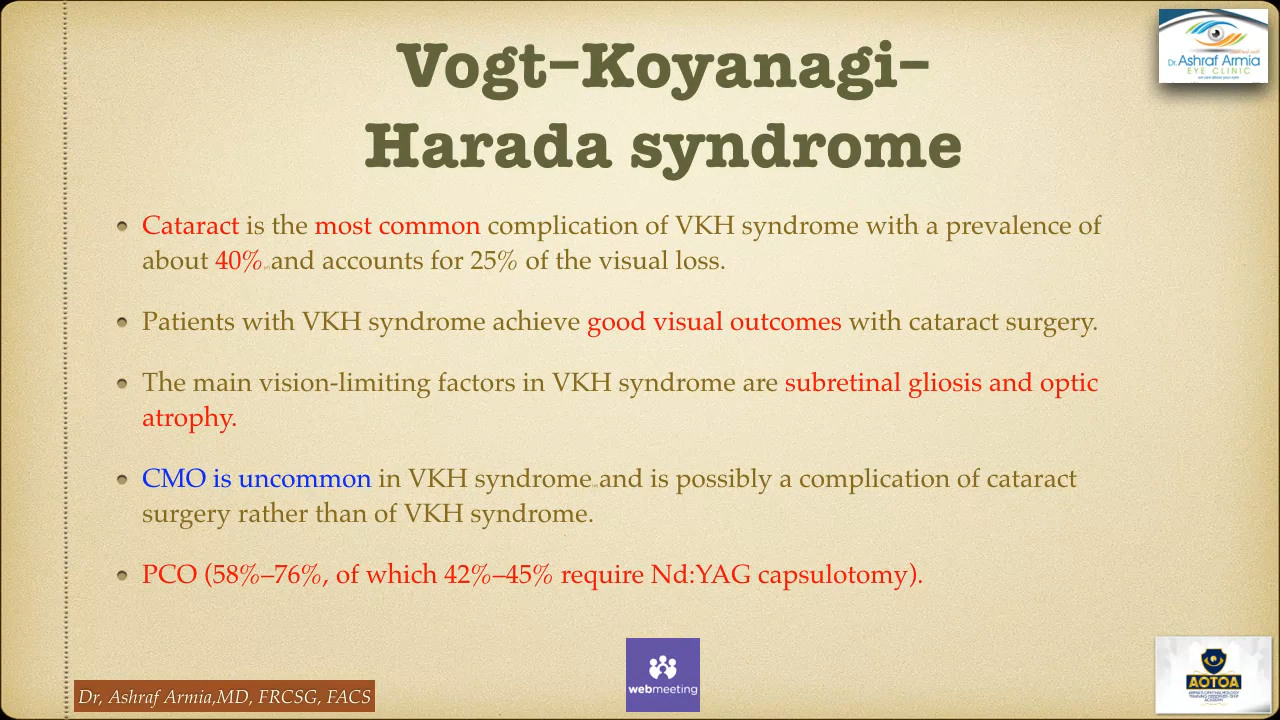 Vogt–Koyanagi–
Harada syndrome
Dr. Ashraf Armia
EYE CLINIC
Cataract is the most common complication of VKH syndrome with a prevalence of
about 40% and accounts for 25% of the visual loss.
Patients with VKH syndrome achieve good visual outcomes with cataract surgery.
The main vision-limiting factors in VKH syndrome are subretinal gliosis and optic
atrophy.
CMO is uncommon in VKH syndrome and is possibly a complication of cataract
surgery rather than of VKH syndrome.
PCO (58%–76%, of which 42%–45% require Nd:YAG capsulotomy).
Dr, Ashraf Armia,MD, FRCSG, FACS
webmeeting
AOTOA